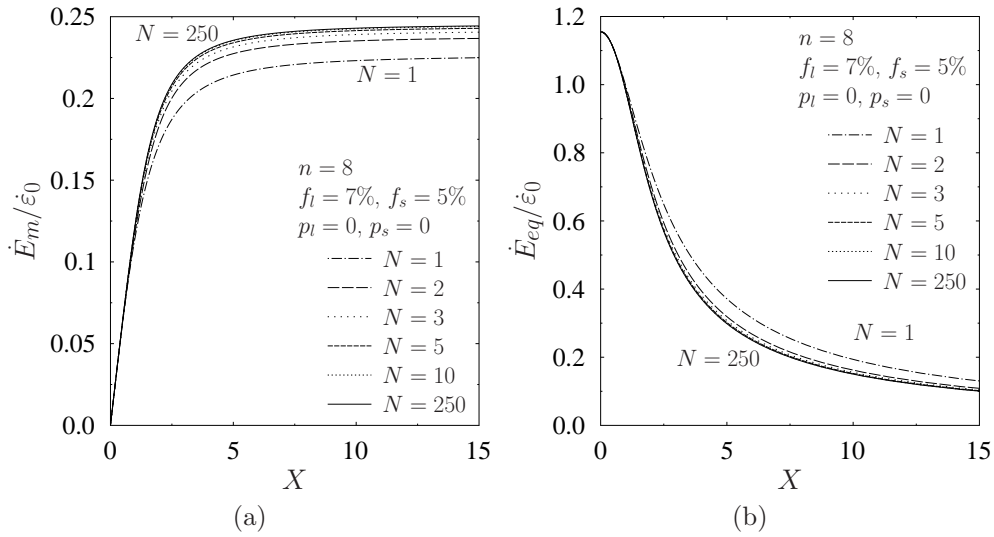 0.25
0.20
0.15
0.1
0.05
0.0
Ė_m/ε̇_0
N = 250
N = 1
n = 8
f_l = 7%, f_s = 5%
p_l = 0, p_s = 0
N = 1
N = 2
N = 3
N = 5
N = 10
N = 250
0 5 10 15
X
(a)
1.2
1.0
0.8
0.6
0.4
0.2
0.0
Ė_eq/ε̇_0
n = 8
f_l = 7%, f_s = 5%
p_l = 0, p_s = 0
N = 1
N = 2
N = 3
N = 5
N = 10
N = 250
N = 1
N = 250
0 5 10 15
X
(b)